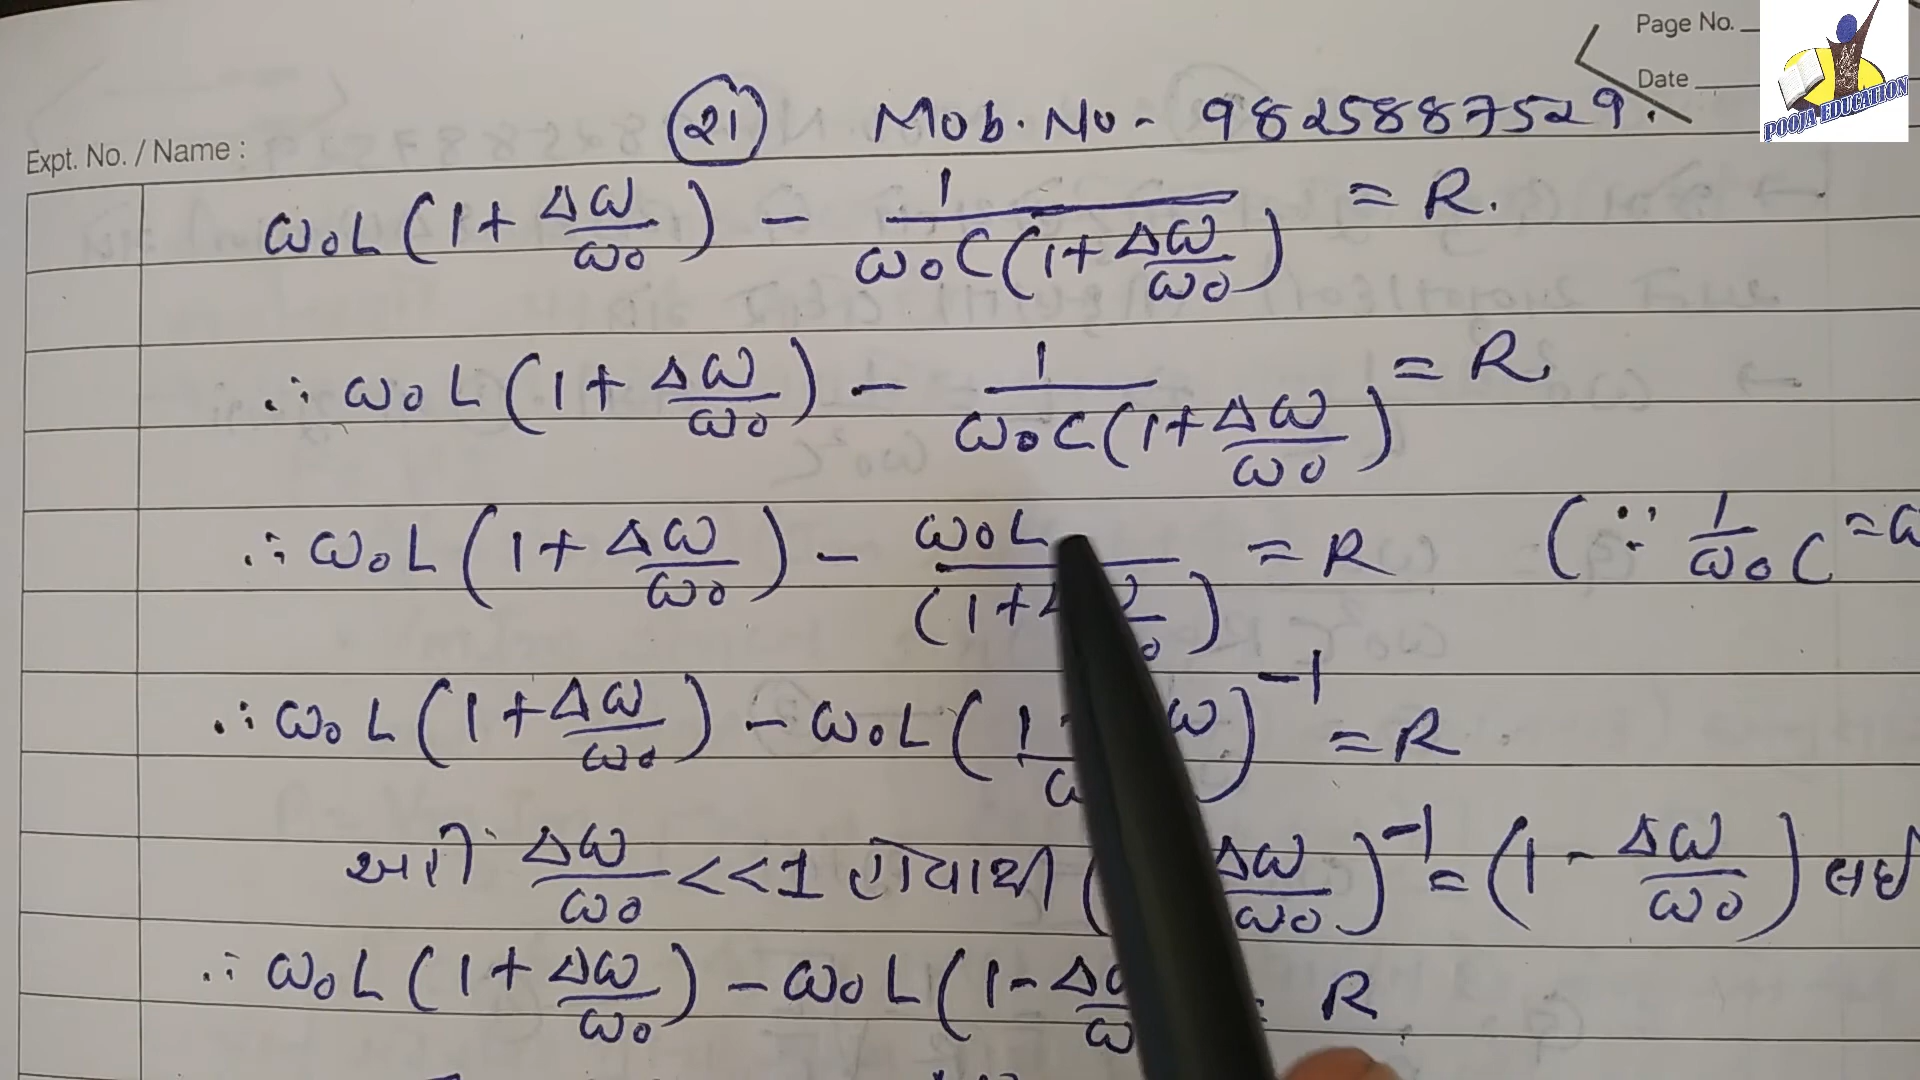 Page No.
Date
POOJA EDUCATION
(21) Mob. No - 9825887529.
Expt. No. / Name :
ω₀L(1 + Δω/ω₀) - 1/ω₀C(1 + Δω/ω₀) = R.
∴ ω₀L(1 + Δω/ω₀) - 1/ω₀C(1 + Δω/ω₀) = R
∴ ω₀L(1 + Δω/ω₀) - ω₀L/(1 + Δ = R (∵ 1/ω₀C = ω
∴ ω₀L(1 + Δω/ω₀) - ω₀L(1 ω)⁻¹ = R
અહીં Δω/ω₀ <<1 હોવાથી ( Δω/ω₀)⁻¹ = (1 - Δω/ω₀) લઈ
∴ ω₀L(1 + Δω/ω₀) - ω₀L(1 - Δω/ω = R